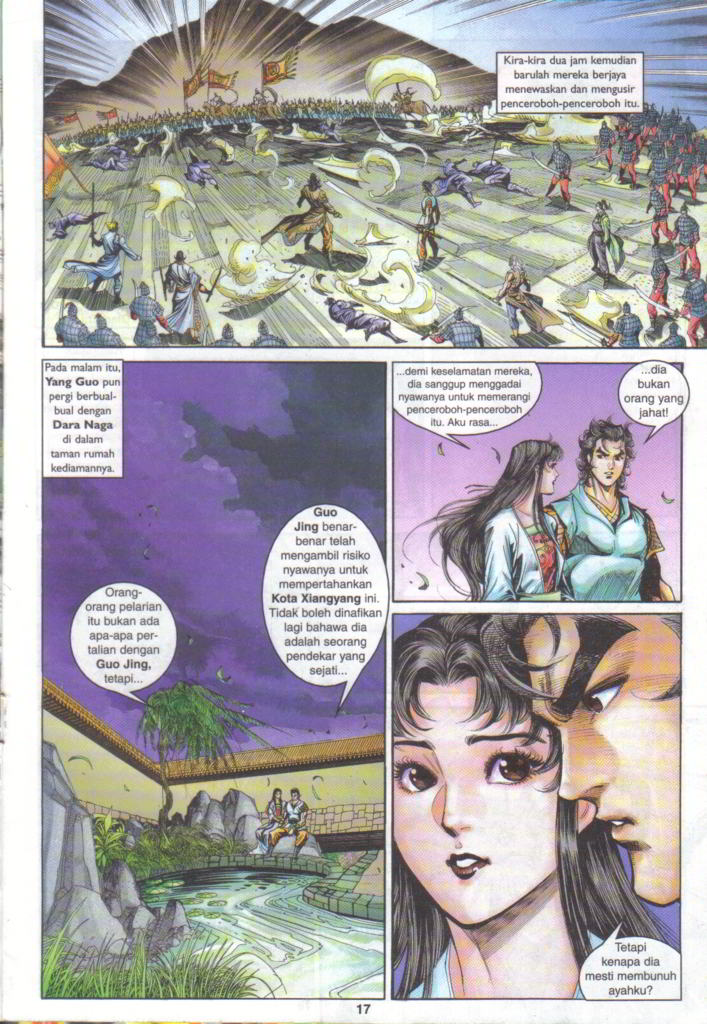 Kira-kira dua jam kemudian
barulah mereka berjaya
menewaskan dan mengusir
penceroboh-penceroboh itu.
Pada malam itu,
Yang Guo pun
pergi berbual-
bual dengan
Dara Naga
di dalam
taman rumah
kediamannya.
Guo
Jing benar-
benar telah
mengambil risiko
nyawanya untuk
mempertahankan
Kota Xiangyang ini.
Tidak boleh dinafikan
lagi bahawa dia
adalah seorang
pendekar yang
sejati...
Orang-
orang pelarian
itu bukan ada
apa-apa per-
talian dengan
Guo Jing,
tetapi...
...demi keselamatan mereka,
dia sanggup menggadai
nyawanya untuk memerangi
penceroboh-penceroboh
itu. Aku rasa...
...dia
bukan
orang yang
jahat!
Tetapi
kenapa dia
mesti membunuh
ayahku?
17